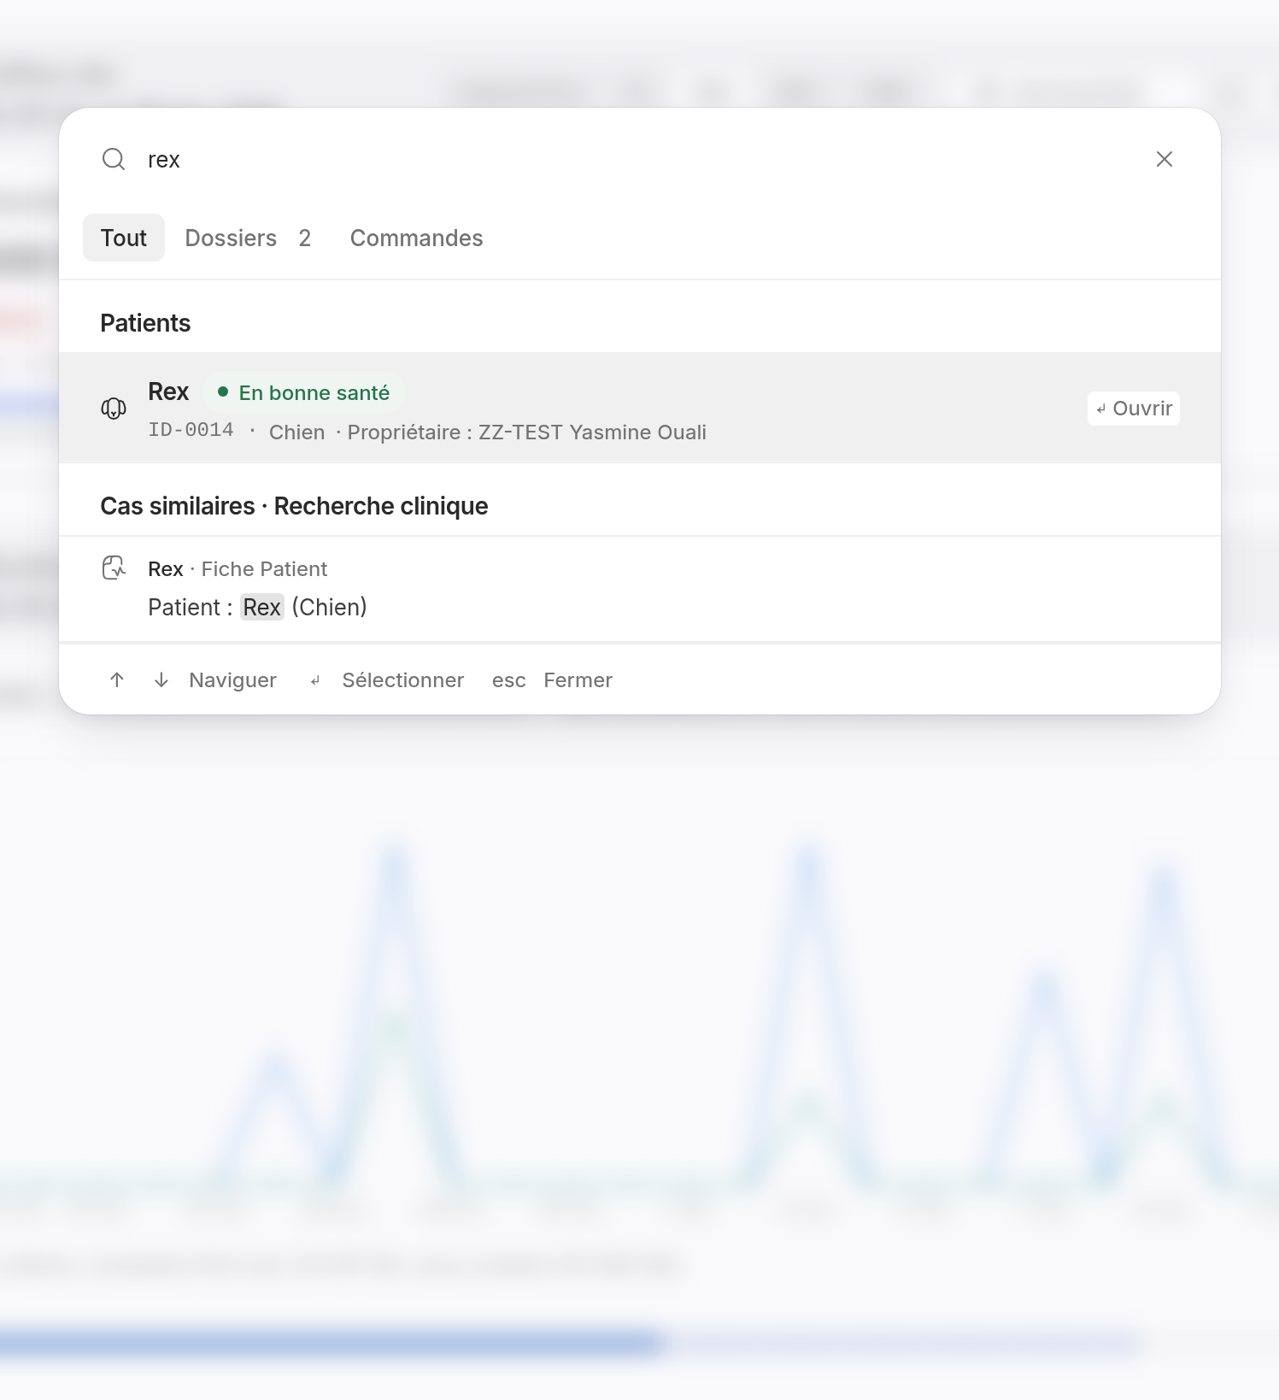 rex
Tout Dossiers 2 Commandes
Patients
Rex En bonne santé
ID-0014 · Chien · Propriétaire : ZZ-TEST Yasmine Ouali
↲ Ouvrir
Cas similaires · Recherche clinique
Rex · Fiche Patient
Patient : Rex (Chien)
↑ ↓ Naviguer ↲ Sélectionner esc Fermer